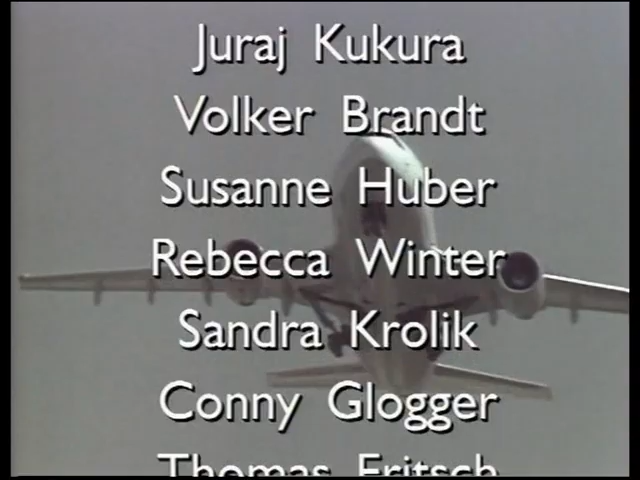 Juraj Kukura
Volker Brandt
Susanne Huber
Rebecca Winter
Sandra Krolik
Conny Glogger
Thomas Fritsch